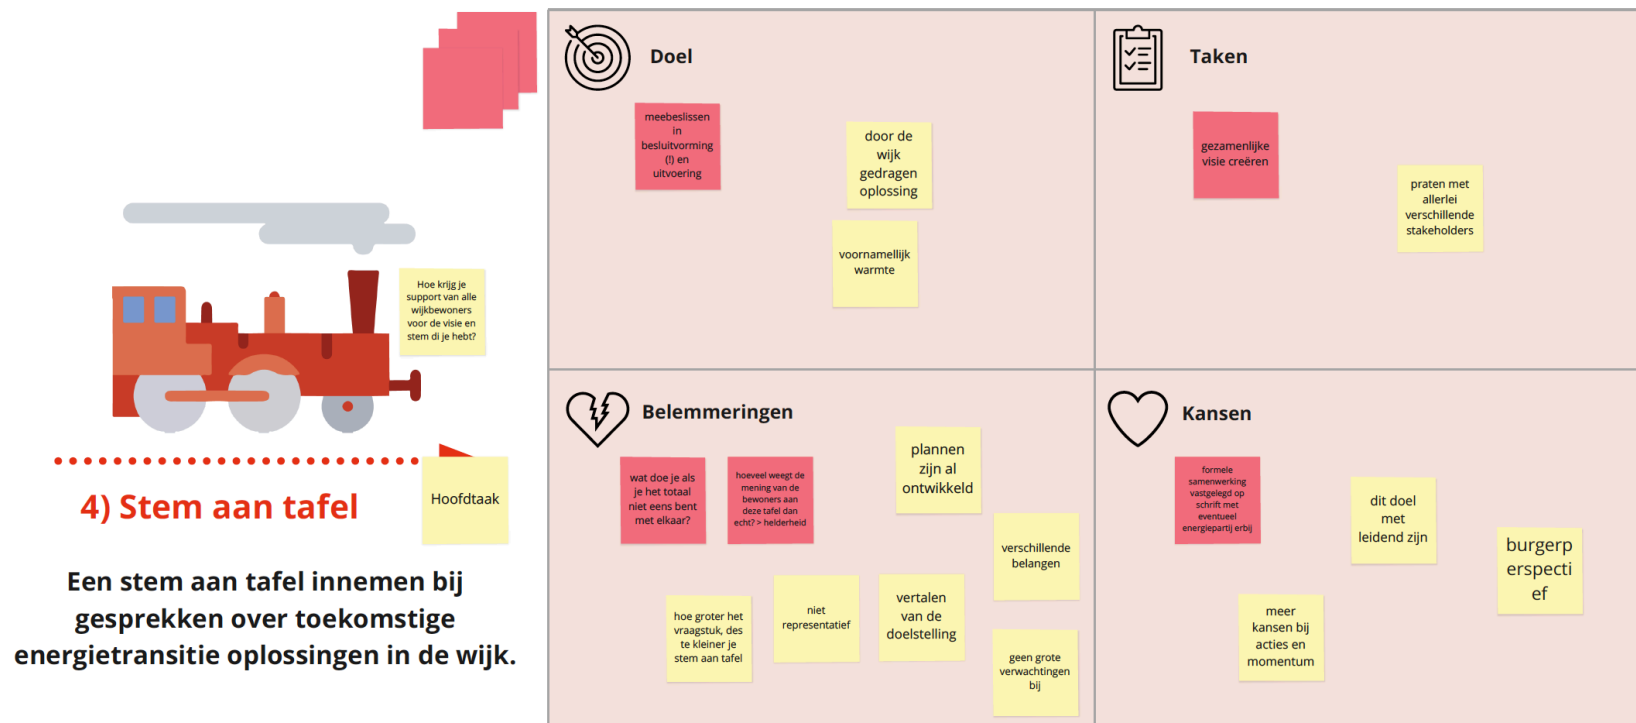 Hoe krijg je
support van alle
wijkbewoners
voor de visie en
stem di je hebt?
Hoofdtaak
4) Stem aan tafel
Een stem aan tafel innemen bij
gesprekken over toekomstige
energietransitie oplossingen in de wijk.
Doel
meebeslissen
in
besluitvorming
(!) en
uitvoering
door de
wijk
gedragen
oplossing
voornamellijk
warmte
Taken
gezamenlijke
visie creëren
praten met
allerlei
verschillende
stakeholders
Belemmeringen
wat doe je als
je het totaal
niet eens bent
met elkaar?
hoeveel weegt de
mening van de
bewoners aan
deze tafel dan
echt? > helderheid
plannen
zijn al
ontwikkeld
verschillende
belangen
hoe groter het
vraagstuk, des
te kleiner je
stem aan tafel
niet
representatief
vertalen
van de
doelstelling
geen grote
verwachtingen
bij
Kansen
formele
samenwerking
vastgelegd op
schrift met
eventueel
energiepartij erbij
dit doel
met
leidend zijn
burgerp
erspecti
ef
meer
kansen bij
acties en
momentum